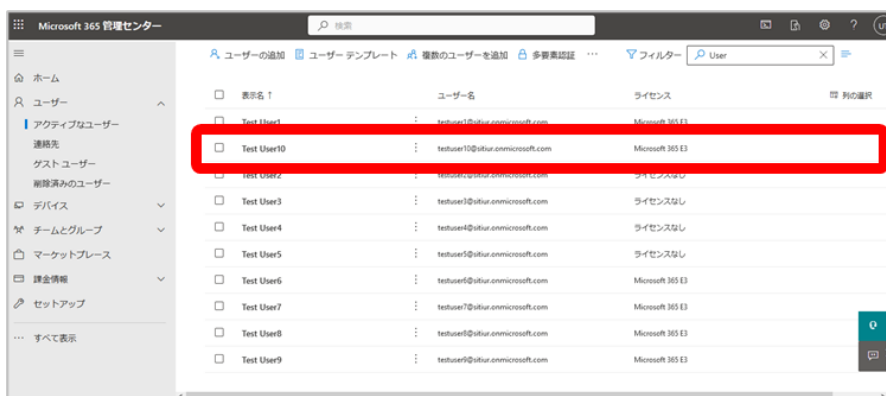 Microsoft 365 管理センター
検索
?
UT
ユーザーの追加 ユーザー テンプレート 複数のユーザーを追加 多要素認証 … フィルター User
ホーム
ユーザー
アクティブなユーザー
連絡先
ゲスト ユーザー
削除済みのユーザー
デバイス
チームとグループ
マーケットプレース
課金情報
セットアップ
… すべて表示
表示名 ↑ ユーザー名 ライセンス 列の選択
Test User1 testuser1@sitiur.onmicrosoft.com Microsoft 365 E3
Test User10 testuser10@sitiur.onmicrosoft.com Microsoft 365 E3
Test User2 testuser2@sitiur.onmicrosoft.com ライセンスなし
Test User3 testuser3@sitiur.onmicrosoft.com ライセンスなし
Test User4 testuser4@sitiur.onmicrosoft.com ライセンスなし
Test User5 testuser5@sitiur.onmicrosoft.com ライセンスなし
Test User6 testuser6@sitiur.onmicrosoft.com Microsoft 365 E3
Test User7 testuser7@sitiur.onmicrosoft.com Microsoft 365 E3
Test User8 testuser8@sitiur.onmicrosoft.com Microsoft 365 E3
Test User9 testuser9@sitiur.onmicrosoft.com Microsoft 365 E3